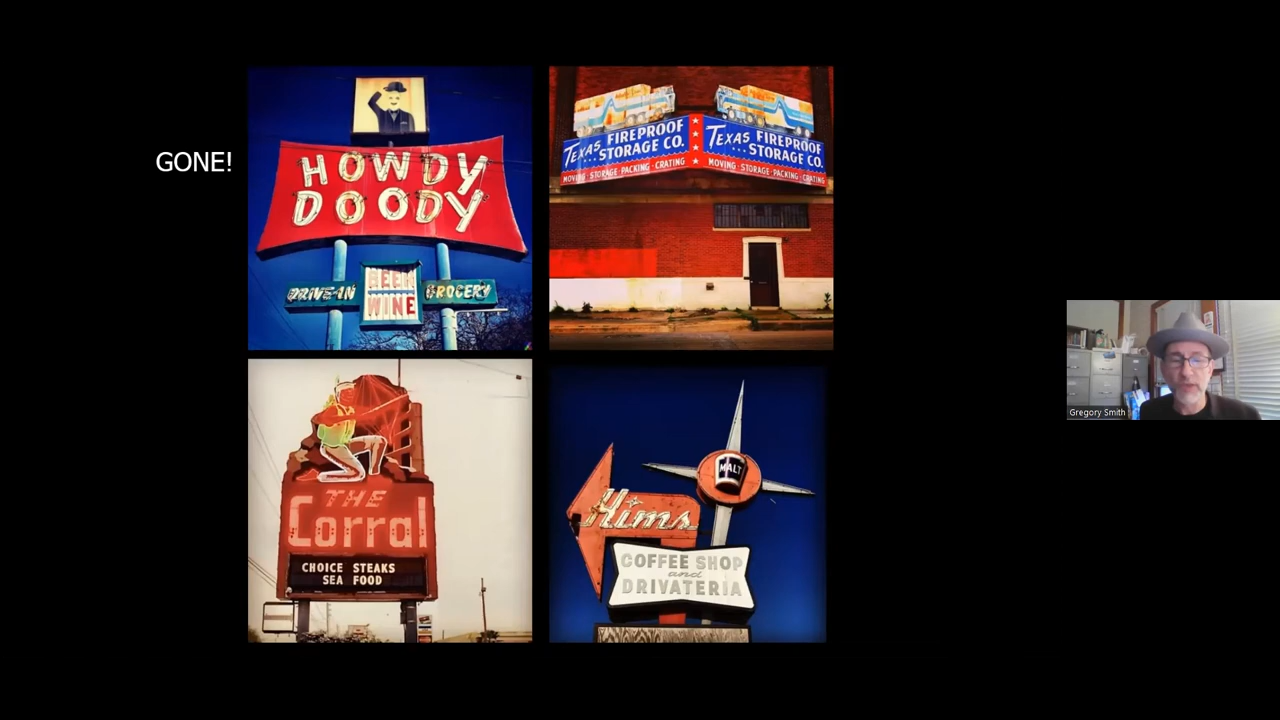 GONE!
HOWDY
DOODY
DRIVE-IN
BEER
WINE
GROCERY
TEXAS FIREPROOF
... STORAGE CO.
MOVING · STORAGE · PACKING · CRATING
TEXAS FIREPROOF
... STORAGE CO.
MOVING · STORAGE · PACKING · CRATING
THE
Corral
CHOICE STEAKS
SEA FOOD
MALT
Kims
COFFEE SHOP
and
DRIVATERIA
Gregory Smith